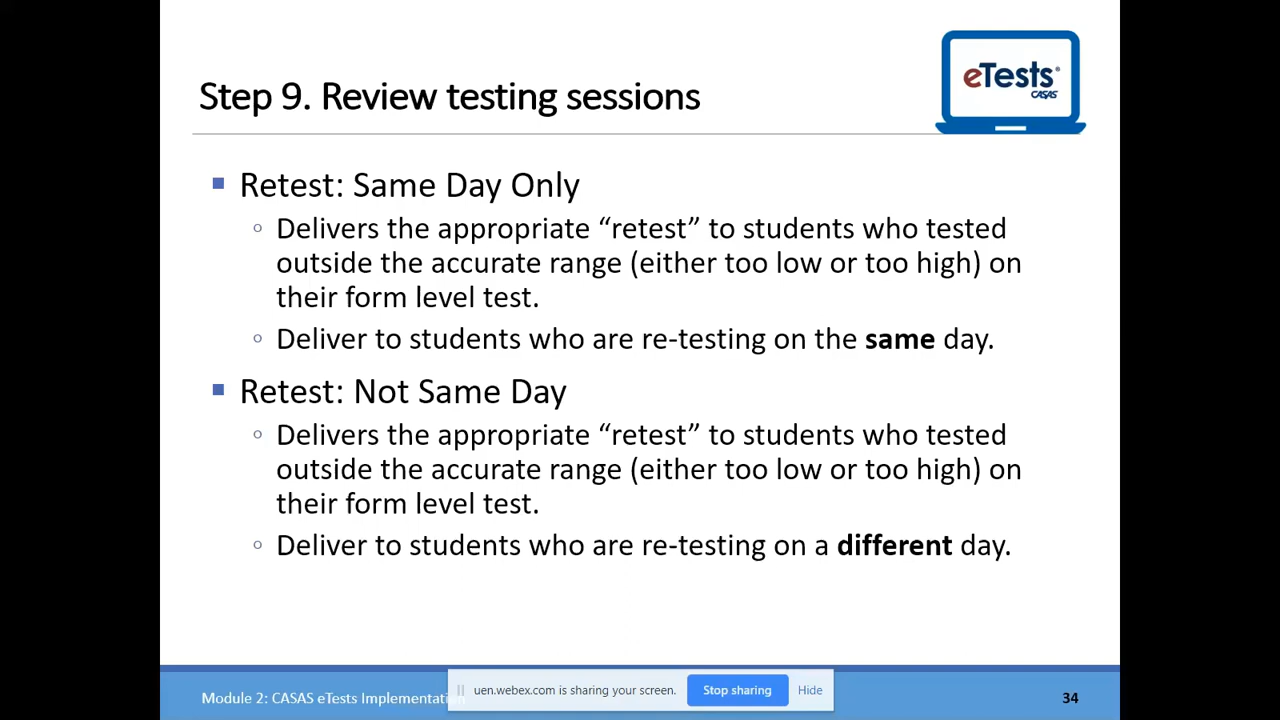 eTests
CASAS
Step 9. Review testing sessions
Retest: Same Day Only
Delivers the appropriate “retest” to students who tested
outside the accurate range (either too low or too high) on
their form level test.
Deliver to students who are re-testing on the same day.
Retest: Not Same Day
Delivers the appropriate “retest” to students who tested
outside the accurate range (either too low or too high) on
their form level test.
Deliver to students who are re-testing on a different day.
Module 2: CASAS eTests Implementation
uen.webex.com is sharing your screen.
Stop sharing
Hide
34